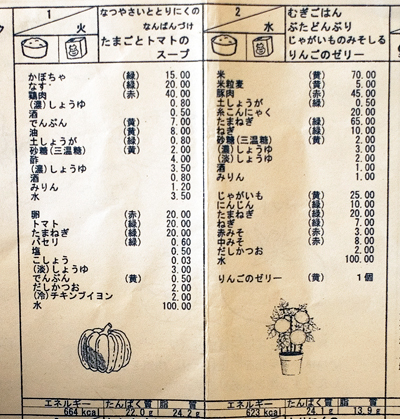 1
火
なつやさいととりにくの
なんばんづけ
たまごとトマトの
スープ
かぼちゃ (緑) 15.00
なす (緑) 20.00
鶏肉 (赤) 40.00
(濃)しょうゆ 0.80
酒 0.50
でんぷん (黄) 7.00
油 (黄) 8.00
土しょうが (緑) 0.80
砂糖(三温糖) (黄) 2.00
酢 4.00
(濃)しょうゆ 3.50
酒 0.80
みりん 1.20
水 3.50
卵 (赤) 20.00
トマト (緑) 20.00
たまねぎ (緑) 20.00
パセリ (緑) 0.60
塩 0.50
こしょう 0.03
(淡)しょうゆ 3.00
でんぷん (黄) 0.50
だしかつお 2.00
(冷)チキンブイヨン 2.00
水 100.00
エネルギー たんぱく質 脂 質
664 kcal 22.0 g 24.2 g
2
水
むぎごはん
ぶたどんぶり
じゃがいものみそしる
りんごのゼリー
米 (黄) 70.00
米粒麦 (黄) 5.00
豚肉 (赤) 45.00
土しょうが (緑) 0.50
糸こんにゃく 20.00
たまねぎ (緑) 65.00
ねぎ (緑) 10.00
砂糖(三温糖) (黄) 2.00
(濃)しょうゆ 3.00
(淡)しょうゆ 2.00
酒 1.00
みりん 1.00
じゃがいも (黄) 25.00
にんじん (緑) 10.00
たまねぎ (緑) 20.00
ねぎ (緑) 7.00
赤みそ (赤) 3.00
中みそ (赤) 8.00
だしかつお 2.00
水 100.00
りんごのゼリー (黄) 1個
エネルギー たんぱく質 脂 質
623 kcal 24.1 g 13.9 g